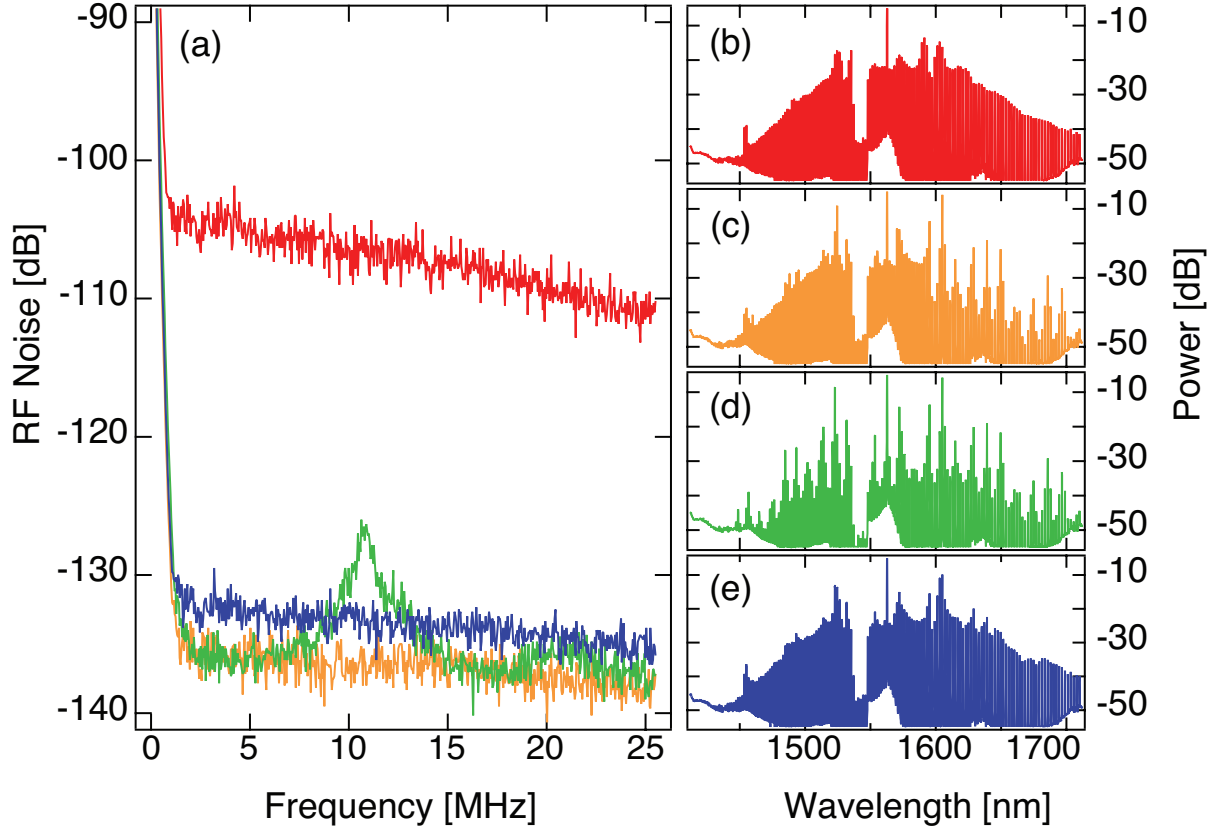 (a)
RF Noise [dB]
-90
-100
-110
-120
-130
-140
0 5 10 15 20 25
Frequency [MHz]
(b)
-10
-30
-50
(c)
-10
-30
-50
(d)
-10
-30
-50
(e)
-10
-30
-50
Power [dB]
1500 1600 1700
Wavelength [nm]